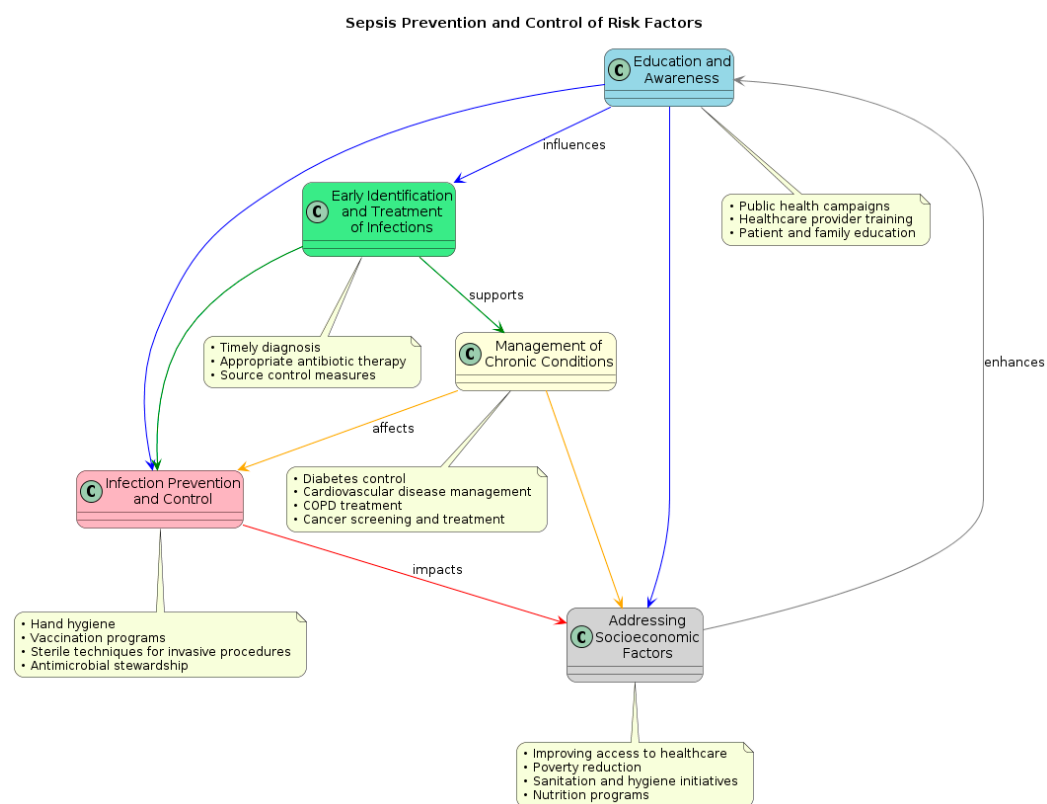 Sepsis Prevention and Control of Risk Factors
C
Education and
Awareness
influences
C
Early Identification
and Treatment
of Infections
• Public health campaigns
• Healthcare provider training
• Patient and family education
supports
• Timely diagnosis
• Appropriate antibiotic therapy
• Source control measures
C
Management of
Chronic Conditions
enhances
affects
C
Infection Prevention
and Control
• Diabetes control
• Cardiovascular disease management
• COPD treatment
• Cancer screening and treatment
impacts
• Hand hygiene
• Vaccination programs
• Sterile techniques for invasive procedures
• Antimicrobial stewardship
C
Addressing
Socioeconomic
Factors
• Improving access to healthcare
• Poverty reduction
• Sanitation and hygiene initiatives
• Nutrition programs